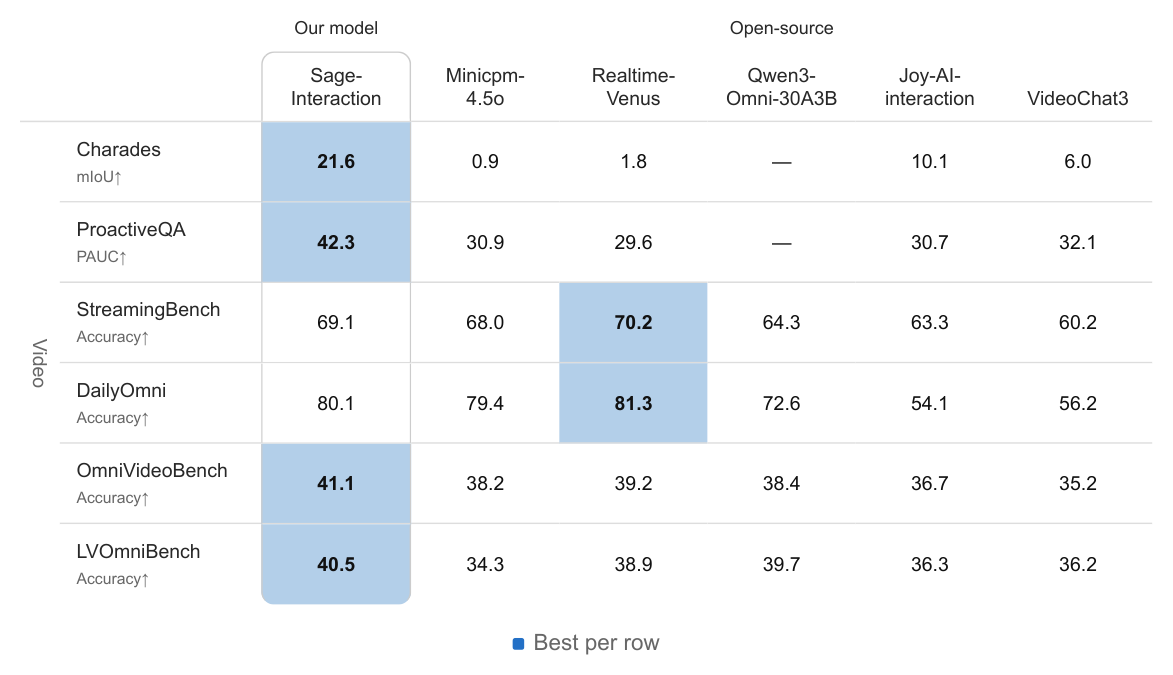 Our model Open-source
Sage-Interaction Minicpm-4.5o Realtime-Venus Qwen3-Omni-30A3B Joy-AI-interaction VideoChat3
Video
Charades 21.6 0.9 1.8 — 10.1 6.0
mIoU↑
ProactiveQA 42.3 30.9 29.6 — 30.7 32.1
PAUC↑
StreamingBench 69.1 68.0 70.2 64.3 63.3 60.2
Accuracy↑
DailyOmni 80.1 79.4 81.3 72.6 54.1 56.2
Accuracy↑
OmniVideoBench 41.1 38.2 39.2 38.4 36.7 35.2
Accuracy↑
LVOmniBench 40.5 34.3 38.9 39.7 36.3 36.2
Accuracy↑
Best per row